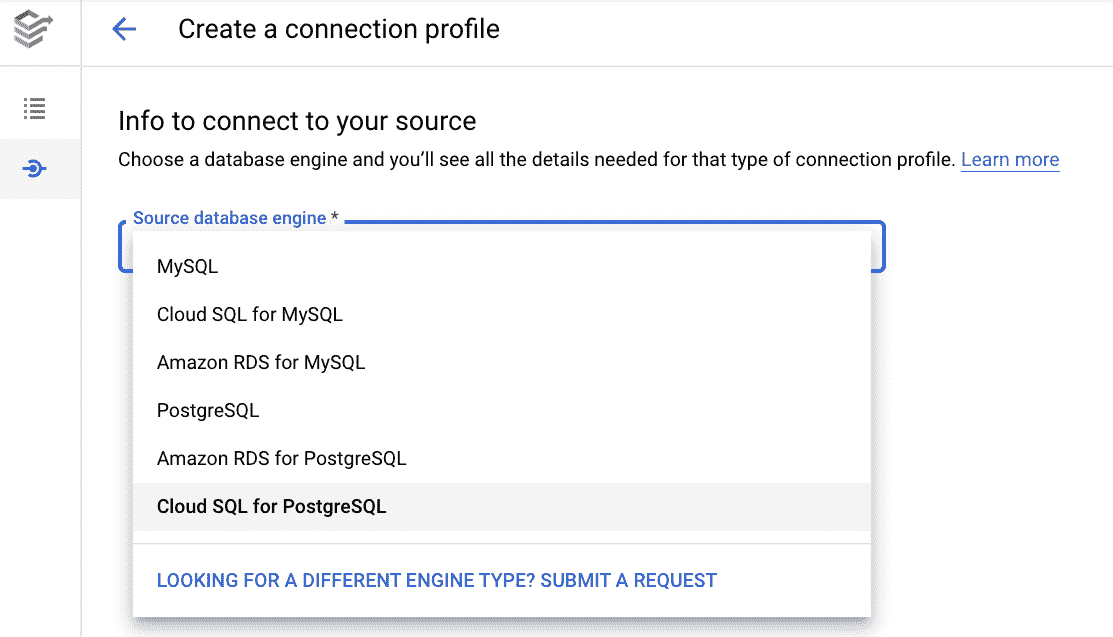 Create a connection profile
Info to connect to your source
Choose a database engine and you’ll see all the details needed for that type of connection profile. Learn more
Source database engine *
MySQL
Cloud SQL for MySQL
Amazon RDS for MySQL
PostgreSQL
Amazon RDS for PostgreSQL
Cloud SQL for PostgreSQL
LOOKING FOR A DIFFERENT ENGINE TYPE? SUBMIT A REQUEST